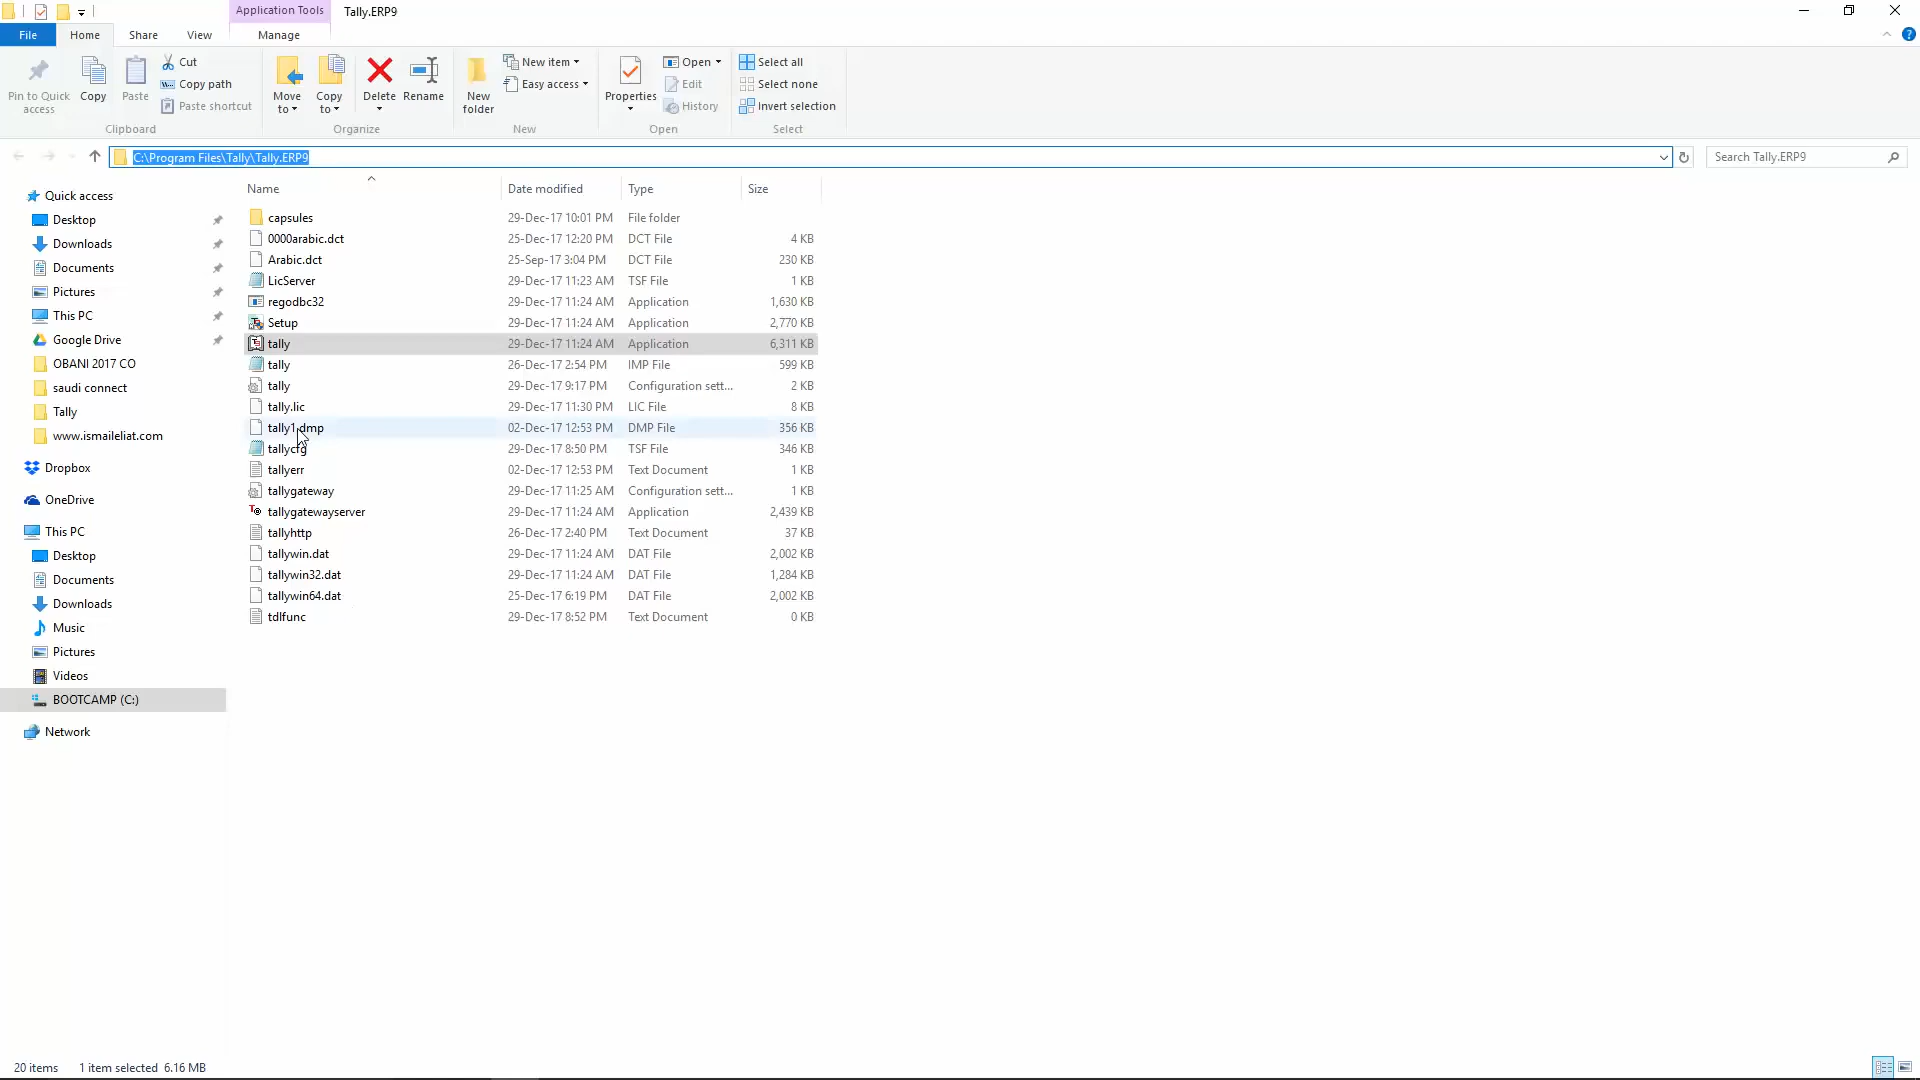 Application Tools Tally.ERP9
File Home Share View Manage
Pin to Quick access Copy Paste Cut Copy path Paste shortcut Move to Copy to Delete Rename New folder New item Easy access Properties Open Edit History Select all Select none Invert selection
Clipboard Organize New Open Select
C:\Program Files\Tally\Tally.ERP9 Search Tally.ERP9
Quick access
Desktop
Downloads
Documents
Pictures
This PC
Google Drive
OBANI 2017 CO
saudi connect
Tally
www.ismaileliat.com
Dropbox
OneDrive
This PC
Desktop
Documents
Downloads
Music
Pictures
Videos
BOOTCAMP (C:)
Network
Name Date modified Type Size
capsules 29-Dec-17 10:01 PM File folder
0000arabic.dct 25-Dec-17 12:20 PM DCT File 4 KB
Arabic.dct 25-Sep-17 3:04 PM DCT File 230 KB
LicServer 29-Dec-17 11:23 AM TSF File 1 KB
regodbc32 29-Dec-17 11:24 AM Application 1,630 KB
Setup 29-Dec-17 11:24 AM Application 2,770 KB
tally 29-Dec-17 11:24 AM Application 6,311 KB
tally 26-Dec-17 2:54 PM IMP File 599 KB
tally 29-Dec-17 9:17 PM Configuration sett... 2 KB
tally.lic 29-Dec-17 11:30 PM LIC File 8 KB
tally1.dmp 02-Dec-17 12:53 PM DMP File 356 KB
tallycfg 29-Dec-17 8:50 PM TSF File 346 KB
tallyerr 02-Dec-17 12:53 PM Text Document 1 KB
tallygateway 29-Dec-17 11:25 AM Configuration sett... 1 KB
tallygatewayserver 29-Dec-17 11:24 AM Application 2,439 KB
tallyhttp 26-Dec-17 2:40 PM Text Document 37 KB
tallywin.dat 29-Dec-17 11:24 AM DAT File 2,002 KB
tallywin32.dat 29-Dec-17 11:24 AM DAT File 1,284 KB
tallywin64.dat 25-Dec-17 6:19 PM DAT File 2,002 KB
tdlfunc 29-Dec-17 8:52 PM Text Document 0 KB
20 items 1 item selected 6.16 MB